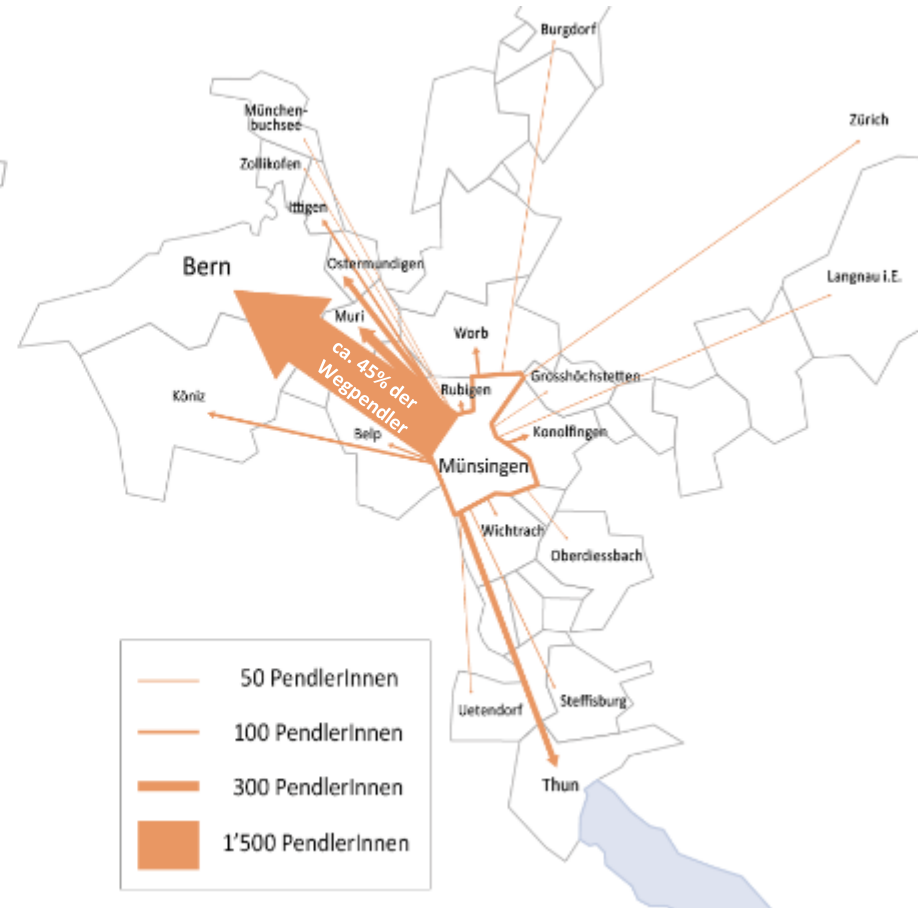 Burgdorf
München-
buchsee
Zürich
Zollikofen
Ittigen
Bern
Ostermundigen
Langnau i.E.
Muri
Worb
ca. 45% der
Wegpendler
Grosshöchstetten
Rubigen
Köniz
Belp
Konolfingen
Münsingen
Wichtrach
Oberdiessbach
Uetendorf
Steffisburg
Thun
50 PendlerInnen
100 PendlerInnen
300 PendlerInnen
1'500 PendlerInnen